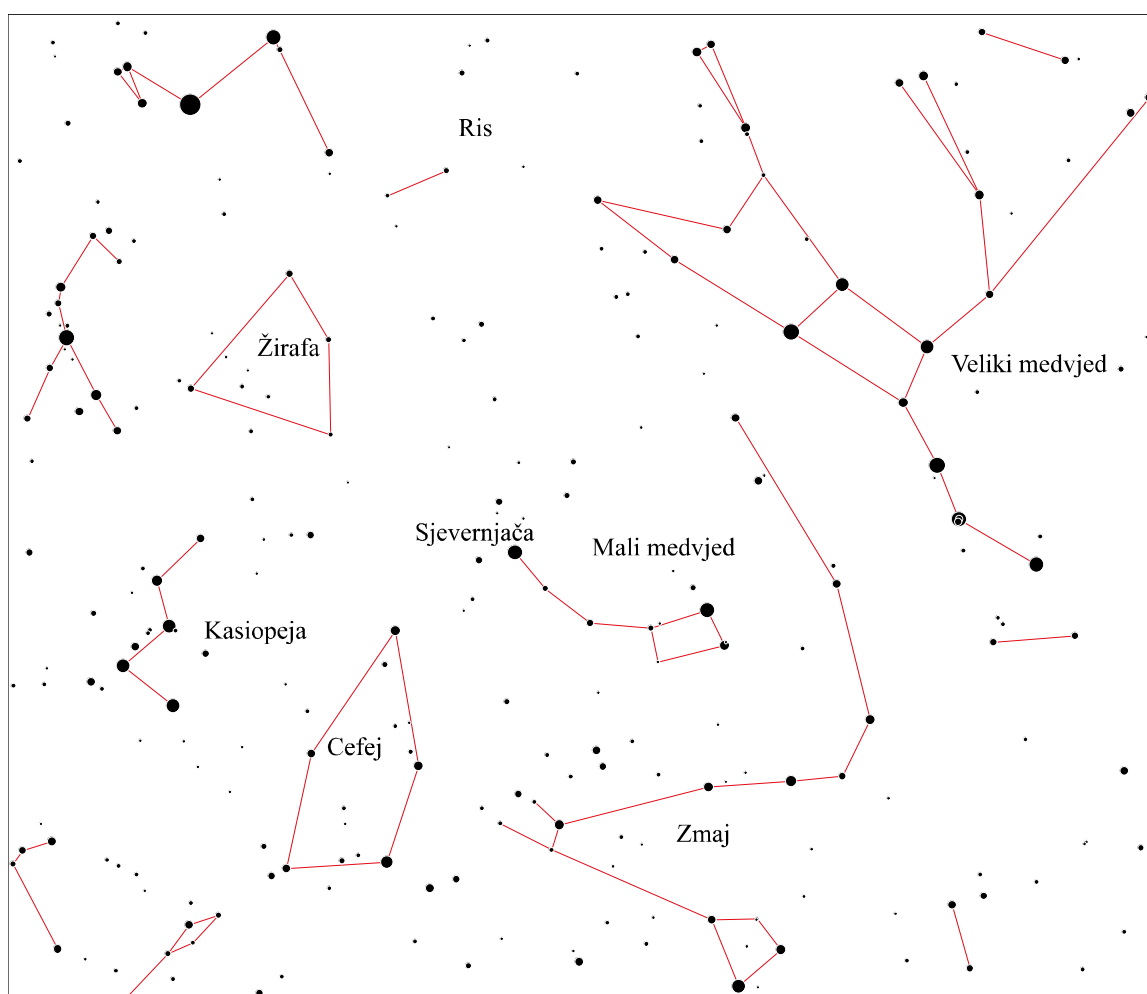 Ris
Žirafa
Veliki medvjed
Sjevernjača
Mali medvjed
Kasiopeja
Cefej
Zmaj